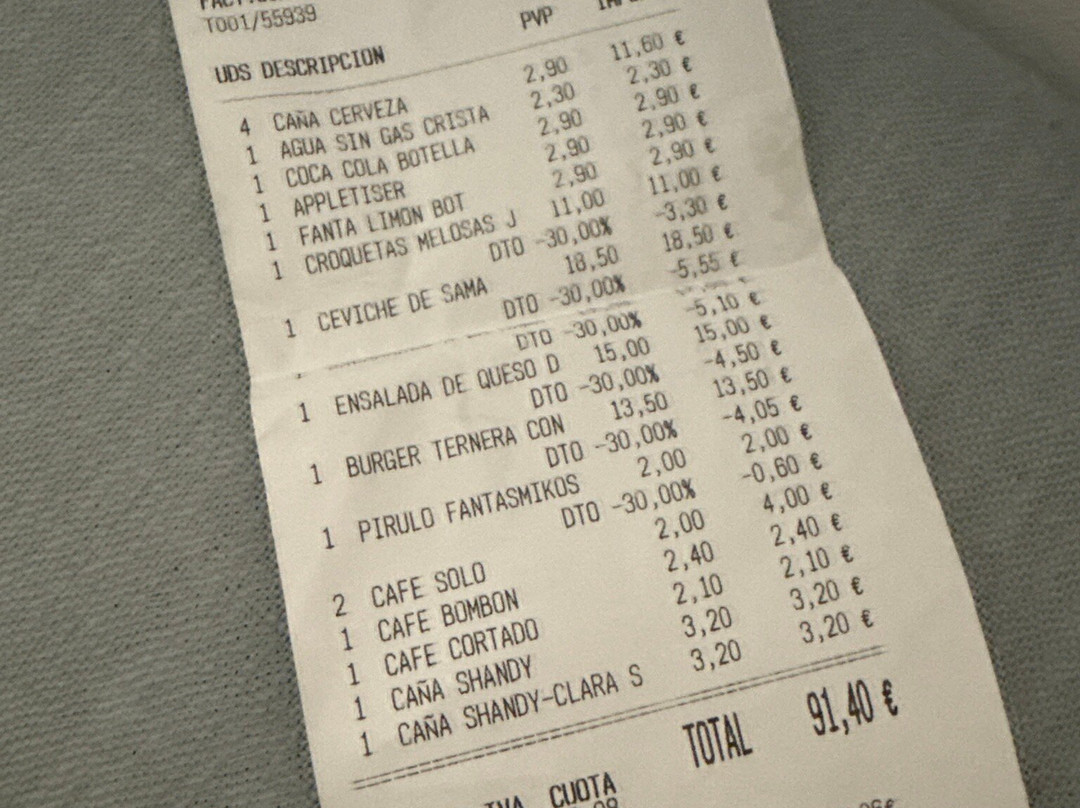 T001/55939
UDS DESCRIPCION PVP
4 CAÑA CERVEZA 2,90 11,60 €
1 AGUA SIN GAS CRISTA 2,30 2,30 €
1 COCA COLA BOTELLA 2,90 2,90 €
1 APPLETISER 2,90 2,90 €
1 FANTA LIMON BOT 2,90 2,90 €
1 CROQUETAS MELOSAS J 11,00 11,00 €
DTO -30,00% -3,30 €
1 CEVICHE DE SAMA 18,50 18,50 €
DTO -30,00% -5,55 €
DTO -30,00% -5,10 €
1 ENSALADA DE QUESO D 15,00 15,00 €
DTO -30,00% -4,50 €
1 BURGER TERNERA CON 13,50 13,50 €
DTO -30,00% -4,05 €
1 PIRULO FANTASMIKOS 2,00 2,00 €
DTO -30,00% -0,60 €
2 CAFE SOLO 2,00 4,00 €
1 CAFE BOMBON 2,40 2,40 €
1 CAFE CORTADO 2,10 2,10 €
1 CAÑA SHANDY 3,20 3,20 €
1 CAÑA SHANDY-CLARA S 3,20 3,20 €
TOTAL 91,40 €
IVA CUOTA